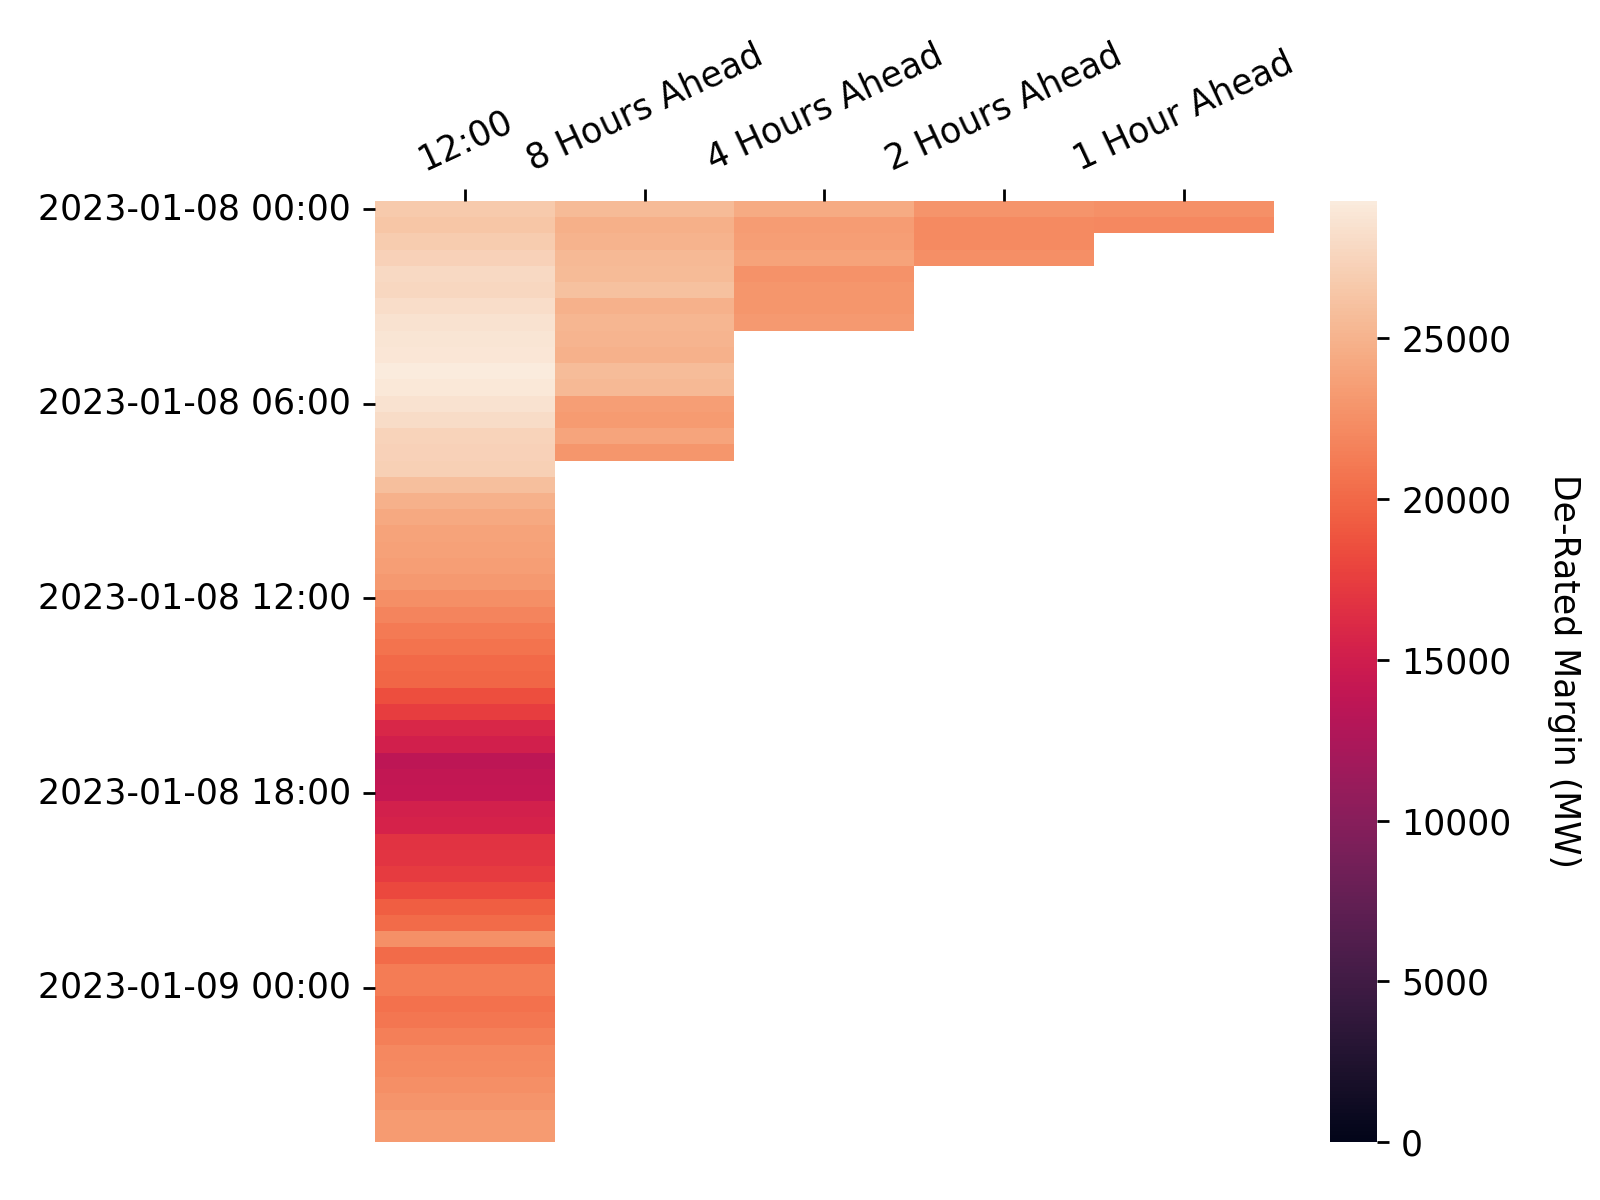 12:00
8 Hours Ahead
4 Hours Ahead
2 Hours Ahead
1 Hour Ahead
2023-01-08 00:00
2023-01-08 06:00
2023-01-08 12:00
2023-01-08 18:00
2023-01-09 00:00
25000
20000
15000
10000
5000
0
De-Rated Margin (MW)